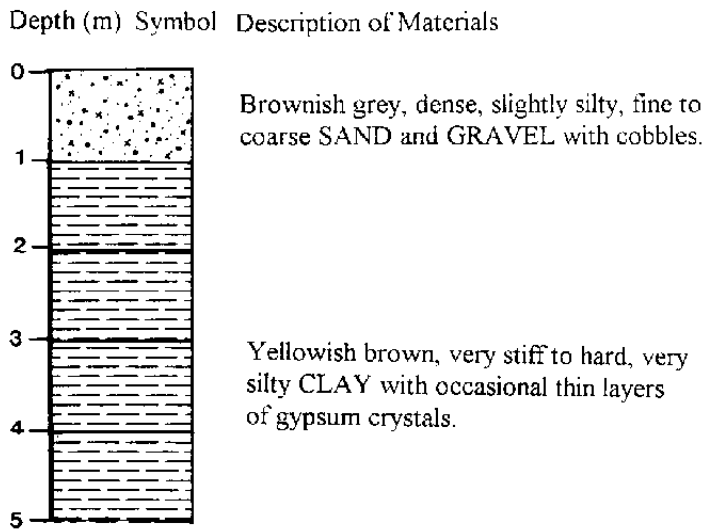 Depth (m) Symbol Description of Materials
0
Brownish grey, dense, slightly silty, fine to
coarse SAND and GRAVEL with cobbles.
1
2
3
Yellowish brown, very stiff to hard, very
silty CLAY with occasional thin layers
of gypsum crystals.
4
5